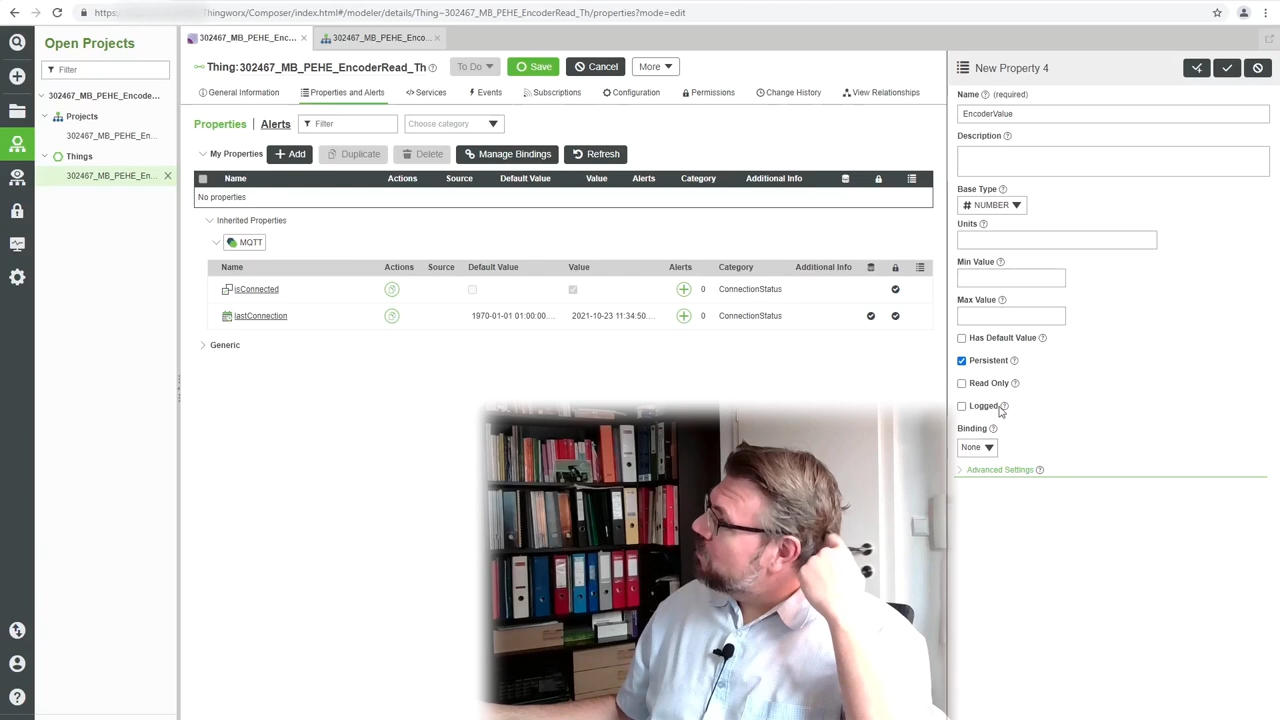 https:
Thingworx/Composer/index.html#/modeler/details/Thing~302467_MB_PEHE_EncoderRead_Th/properties?mode=edit
Open Projects
Filter
302467_MB_PEHE_Encode...
Projects
302467_MB_PEHE_En...
Things
302467_MB_PEHE_En...
302467_MB_PEHE_Enc...
302467_MB_PEHE_Enco...
Thing:302467_MB_PEHE_EncoderRead_Th
To Do
Save
Cancel
More
General Information
Properties and Alerts
Services
Events
Subscriptions
Configuration
Permissions
Change History
View Relationships
Properties | Alerts
Filter
Choose category
My Properties
Add
Duplicate
Delete
Manage Bindings
Refresh
Name Actions Source Default Value Value Alerts Category Additional Info
No properties
Inherited Properties
MQTT
Name Actions Source Default Value Value Alerts Category Additional Info
isConnected 0 ConnectionStatus
lastConnection 1970-01-01 01:00:00.... 2021-10-23 11:34:50.... 0 ConnectionStatus
Generic
New Property 4
Name (required)
EncoderValue
Description
Base Type
# NUMBER
Units
Min Value
Max Value
Has Default Value
Persistent
Read Only
Logged
Binding
None
Advanced Settings